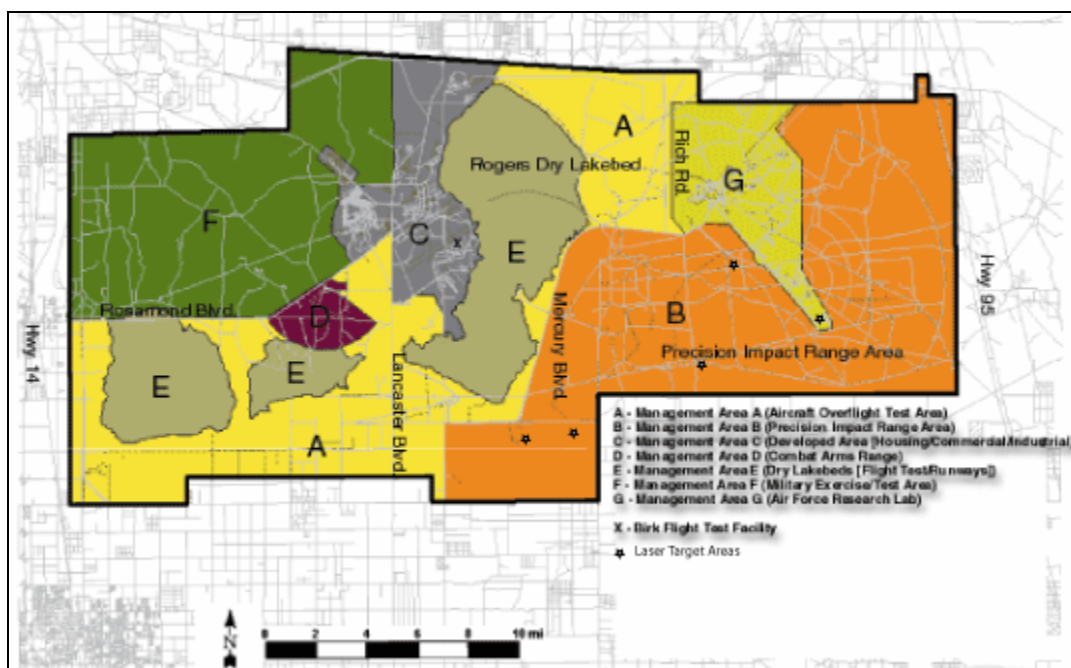 A
Rogers Dry Lakebed
Rich Rd.
G
F
C
x
E
Hwy 95
Rosamond Blvd.
D
Mercury Blvd.
B
Hwy. 14
Precision Impact Range Area
E
E
Lancaster Blvd.
A
A - Management Area A (Aircraft Overflight Test Area)
B - Management Area B (Precision Impact Range Area)
C - Management Area C (Developed Area [Housing/Commercial/Industrial]
D - Management Area D (Combat Arms Range)
E - Management Area E (Dry Lakebeds [Flight Test/Runways])
F - Management Area F (Military Exercise/Test Area)
G - Management Area G (Air Force Research Lab)
X - Birk Flight Test Facility
Laser Target Areas
N
0 2 4 6 8 10 mi